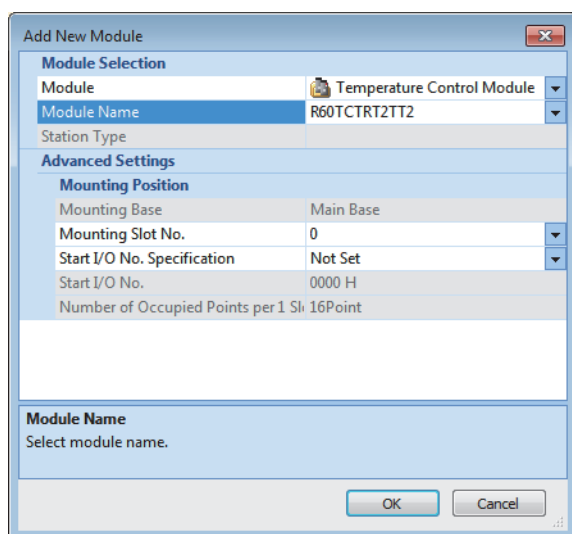 Add New Module
Module Selection
Module Temperature Control Module
Module Name R60TCTRT2TT2
Station Type
Advanced Settings
Mounting Position
Mounting Base Main Base
Mounting Slot No. 0
Start I/O No. Specification Not Set
Start I/O No. 0000 H
Number of Occupied Points per 1 Sl 16Point
Module Name
Select module name.
OK Cancel